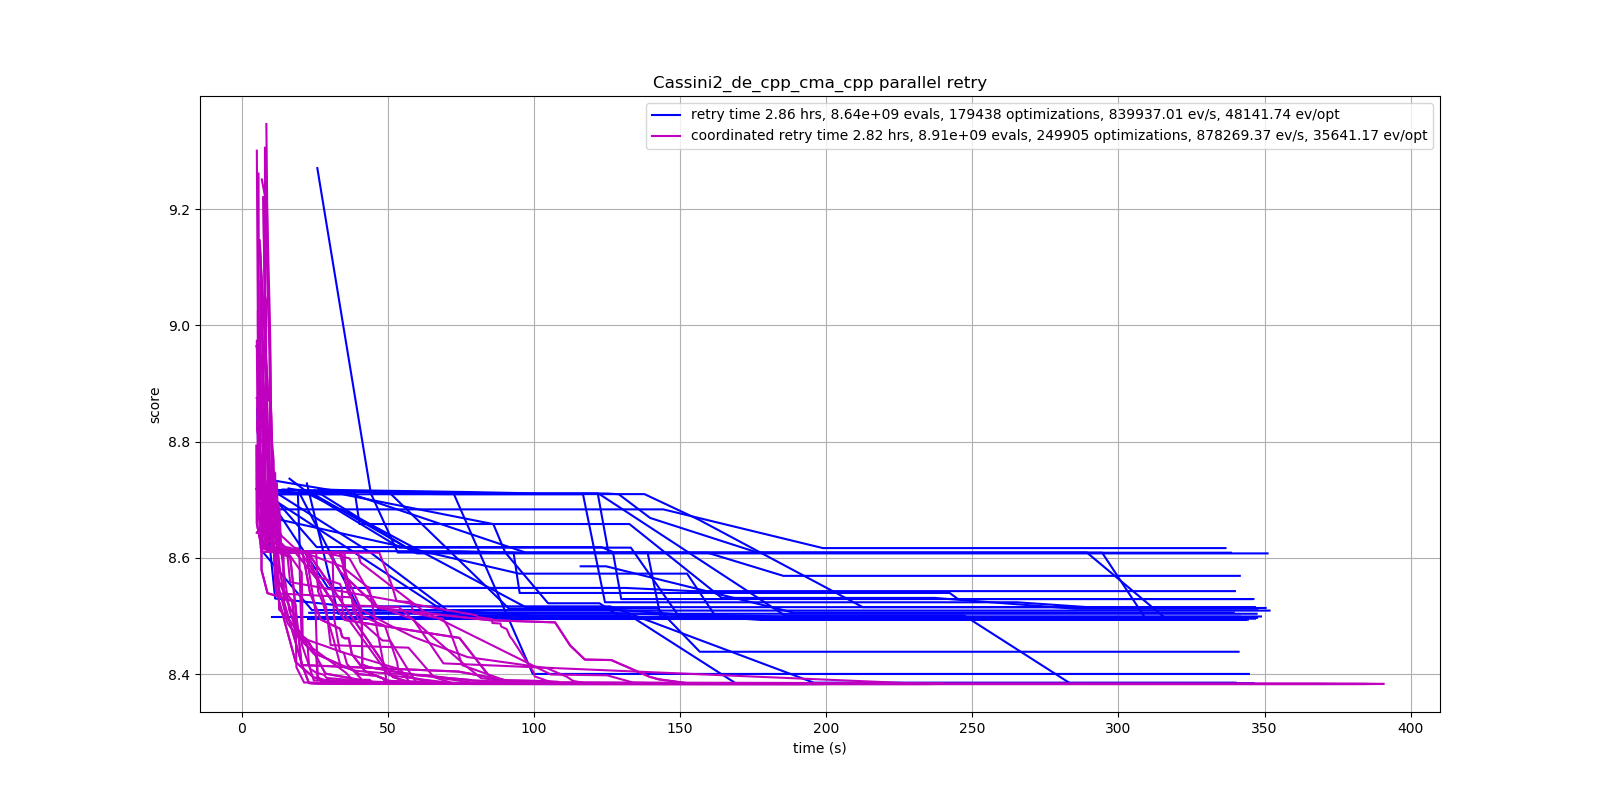 Cassini2_de_cpp_cma_cpp parallel retry
retry time 2.86 hrs, 8.64e+09 evals, 179438 optimizations, 839937.01 ev/s, 48141.74 ev/opt
coordinated retry time 2.82 hrs, 8.91e+09 evals, 249905 optimizations, 878269.37 ev/s, 35641.17 ev/opt
score
9.2
9.0
8.8
8.6
8.4
0 50 100 150 200 250 300 350 400
time (s)